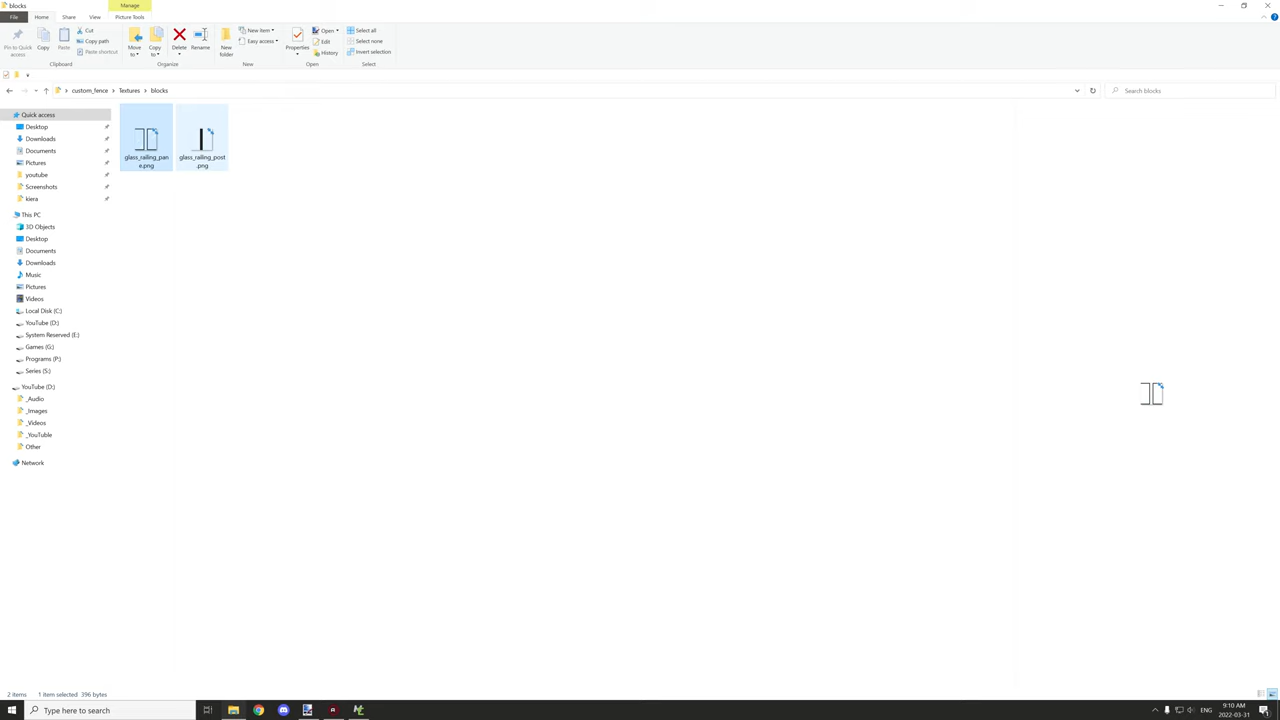 blocks
Manage
File
Home
Share
View
Picture Tools
Pin to Quick access
Copy
Paste
Cut
Copy path
Paste shortcut
Clipboard
Move to
Copy to
Delete
Rename
Organize
New folder
New item
Easy access
New
Properties
Open
Edit
History
Open
Select all
Select none
Invert selection
Select
custom_fence
Textures
blocks
Search blocks
Quick access
Desktop
Downloads
Documents
Pictures
youtube
Screenshots
kiera
This PC
3D Objects
Desktop
Documents
Downloads
Music
Pictures
Videos
Local Disk (C:)
YouTube (D:)
System Reserved (E:)
Games (G:)
Programs (P:)
Series (S:)
YouTube (D:)
_Audio
_Images
_Videos
_YouTuble
Other
Network
glass_railing_pan
e.png
glass_railing_post
.png
2 items
1 item selected 396 bytes
Type here to search
ENG
9:10 AM
2022-03-31